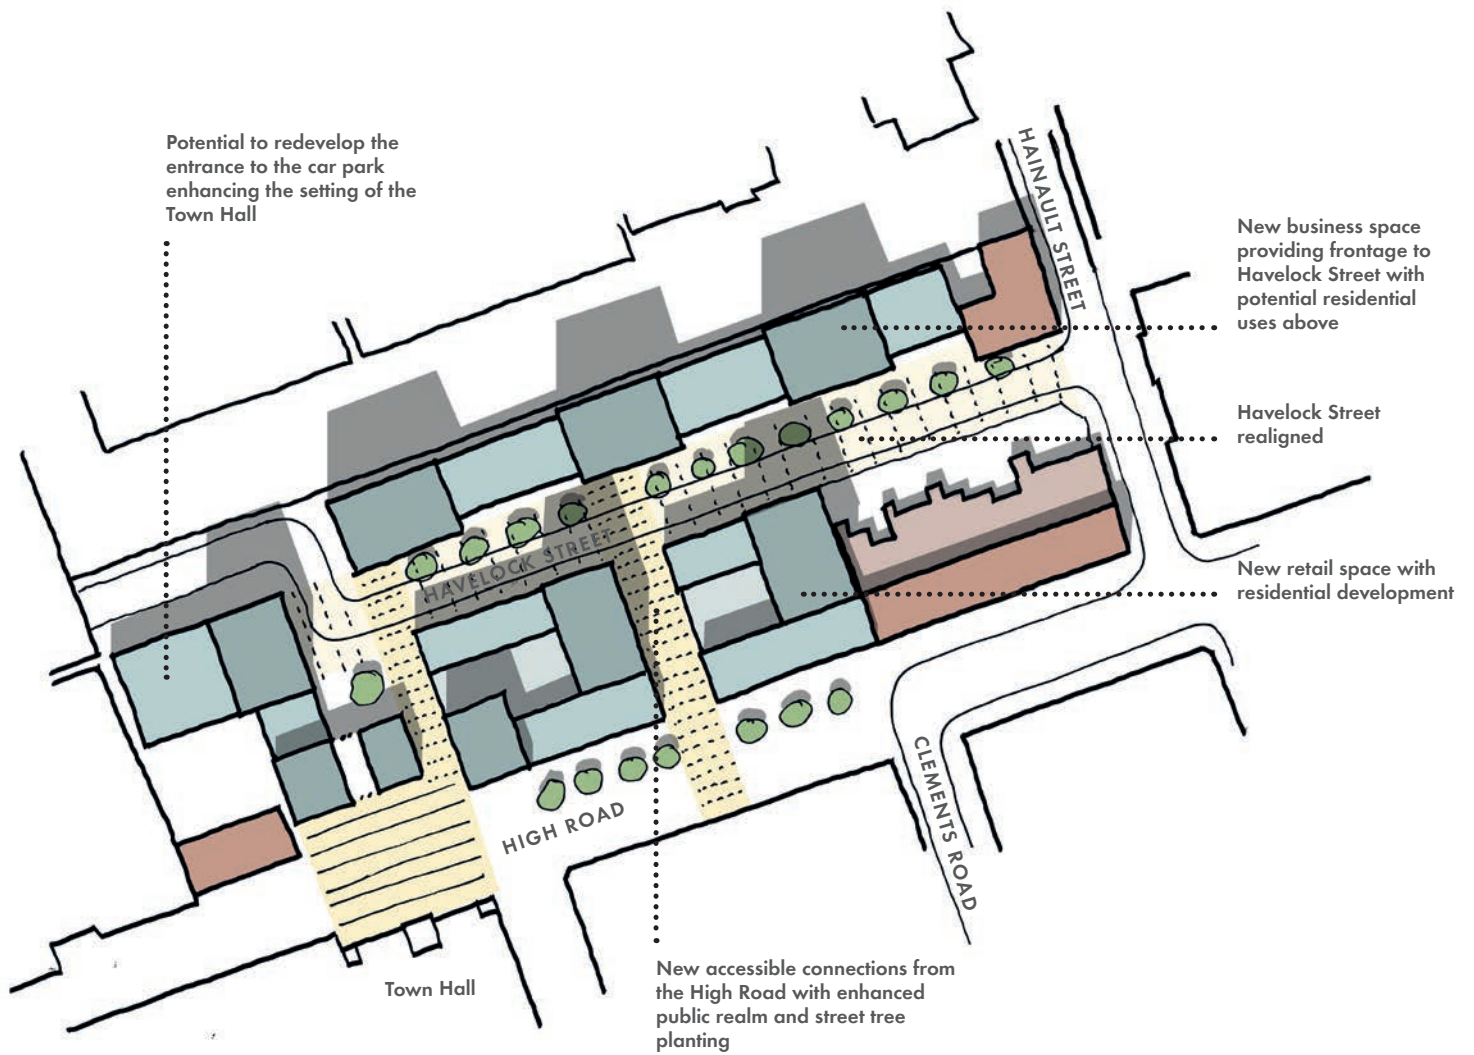 Potential to redevelop the
entrance to the car park
enhancing the setting of the
Town Hall
HAINAULT STREET
New business space
providing frontage to
Havelock Street with
potential residential
uses above
Havelock Street
realigned
HAVELOCK STREET
New retail space with
residential development
HIGH ROAD
CLEMENTS ROAD
Town Hall
New accessible connections from
the High Road with enhanced
public realm and street tree
planting